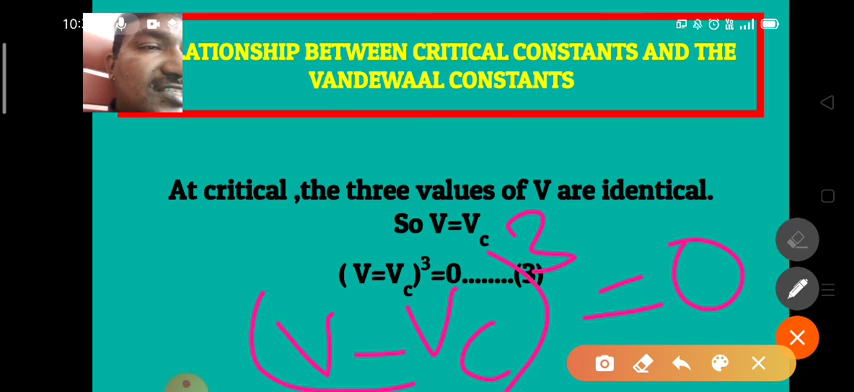 10:
ATIONSHIP BETWEEN CRITICAL CONSTANTS AND THE
VANDEWAAL CONSTANTS
At critical ,the three values of V are identical.
So V=Vc
( V=Vc)³=0........(3)
(V-Vc)³=0